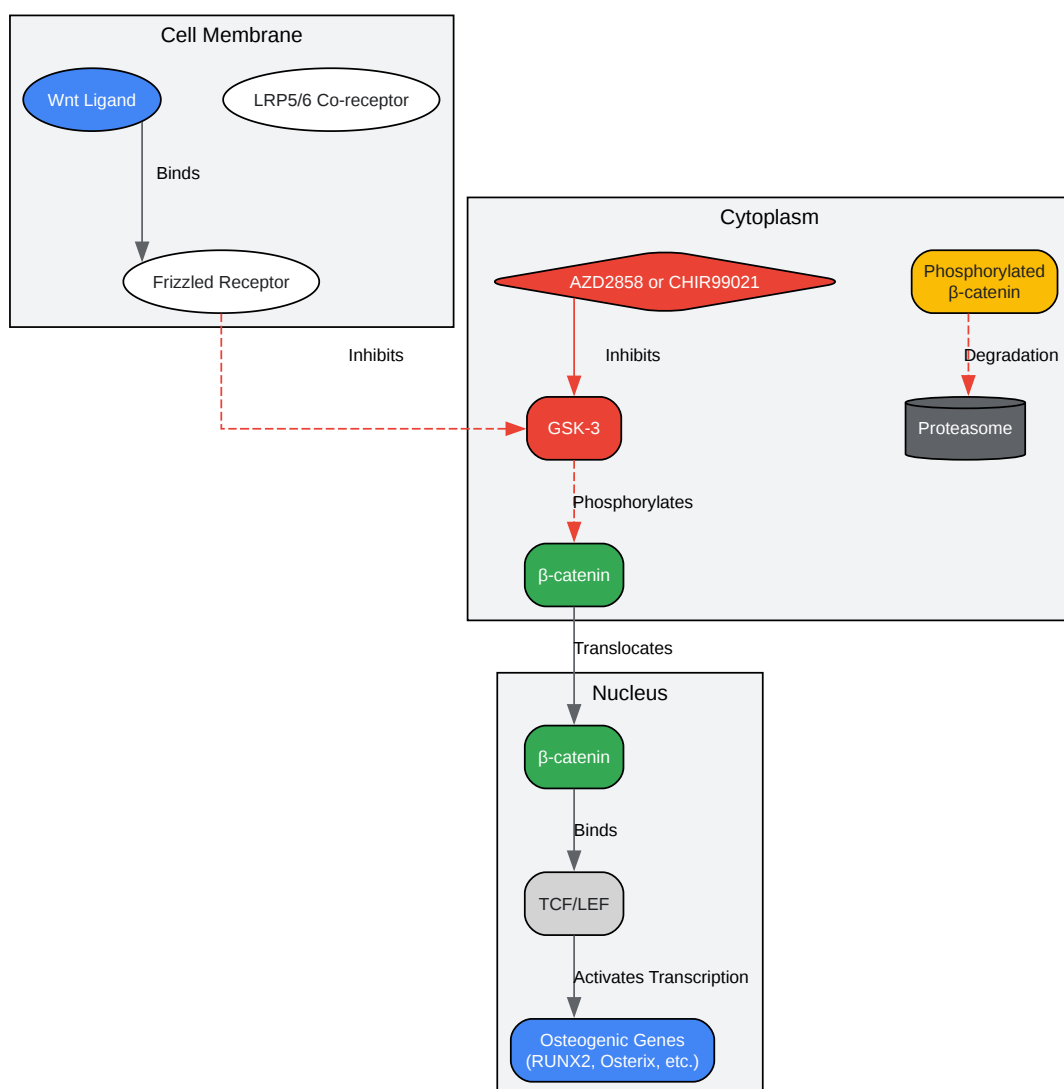 Cell Membrane
Wnt Ligand
LRP5/6 Co-receptor
Binds
Frizzled Receptor
Inhibits
Cytoplasm
AZD2858 or CHIR99021
Phosphorylated
β-catenin
Inhibits
Degradation
GSK-3
Proteasome
Phosphorylates
β-catenin
Translocates
Nucleus
β-catenin
Binds
TCF/LEF
Activates Transcription
Osteogenic Genes
(RUNX2, Osterix, etc.)